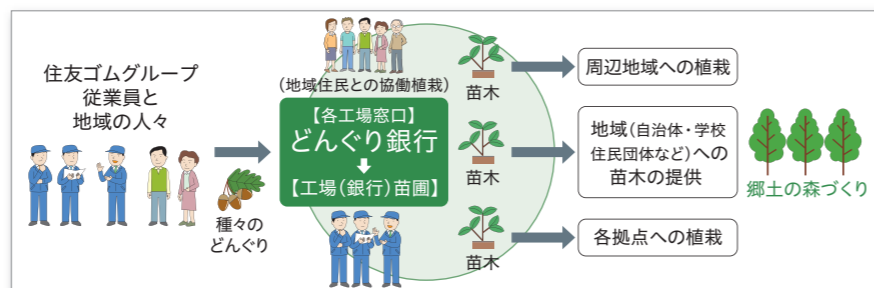 住友ゴムグループ
従業員と
地域の人々
種々の
どんぐり
(地域住民との協働植栽)
【各工場窓口】
どんぐり銀行
【工場(銀行)苗圃】
苗木
苗木
苗木
周辺地域への植栽
地域(自治体・学校
住民団体など)への
苗木の提供
各拠点への植栽
郷土の森づくり